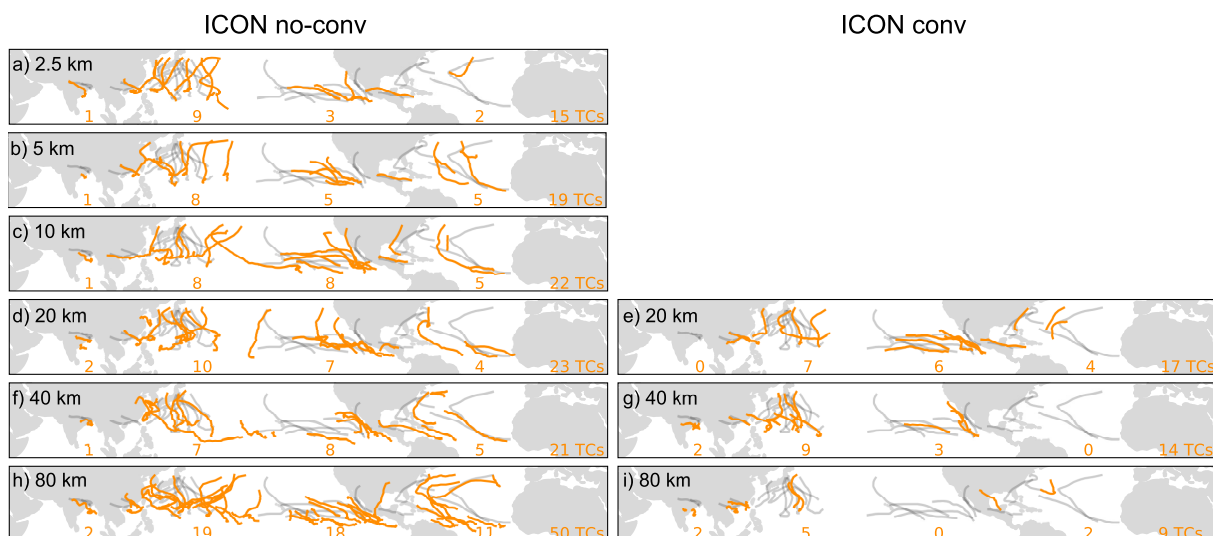 ICON no-conv
ICON conv
a) 2.5 km
1 9 3 2 15 TCs
b) 5 km
1 8 5 5 19 TCs
c) 10 km
1 8 8 5 22 TCs
d) 20 km
2 10 7 4 23 TCs
e) 20 km
0 7 6 4 17 TCs
f) 40 km
1 7 8 5 21 TCs
g) 40 km
2 9 3 0 14 TCs
h) 80 km
2 19 18 11 50 TCs
i) 80 km
2 5 0 2 9 TCs